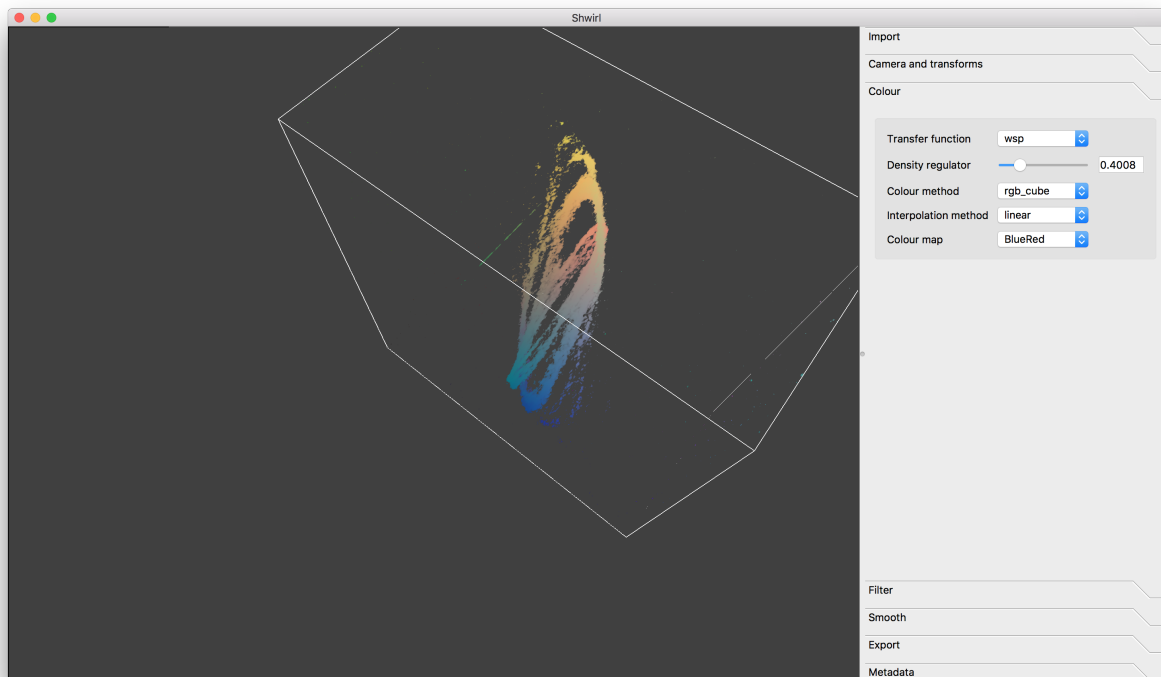 Shwirl
Import
Camera and transforms
Colour
Transfer function wsp
Density regulator 0.4008
Colour method rgb_cube
Interpolation method linear
Colour map BlueRed
Filter
Smooth
Export
Metadata